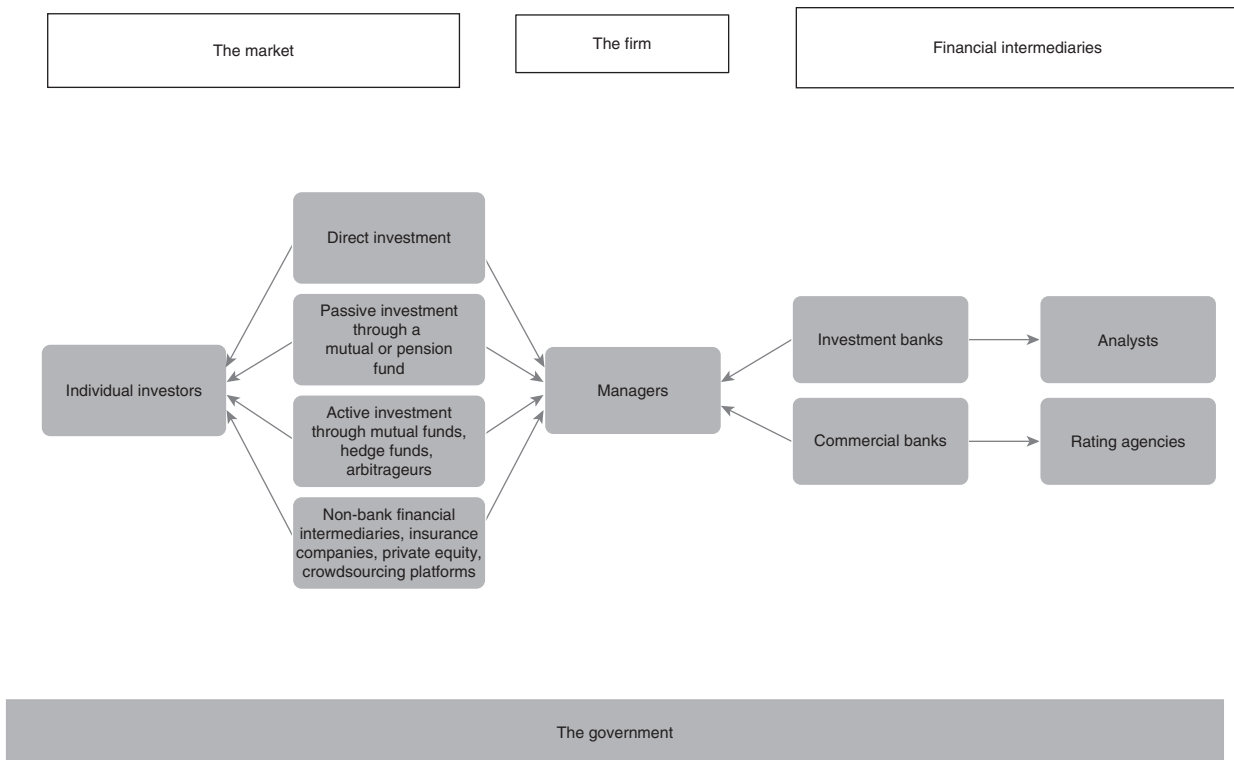 The market
The firm
Financial intermediaries
Direct investment
Passive investment
through a
mutual or pension
fund
Individual investors
Active investment
through mutual funds,
hedge funds,
arbitrageurs
Non-bank financial
intermediaries, insurance
companies, private equity,
crowdsourcing platforms
Managers
Investment banks
Analysts
Commercial banks
Rating agencies
The government